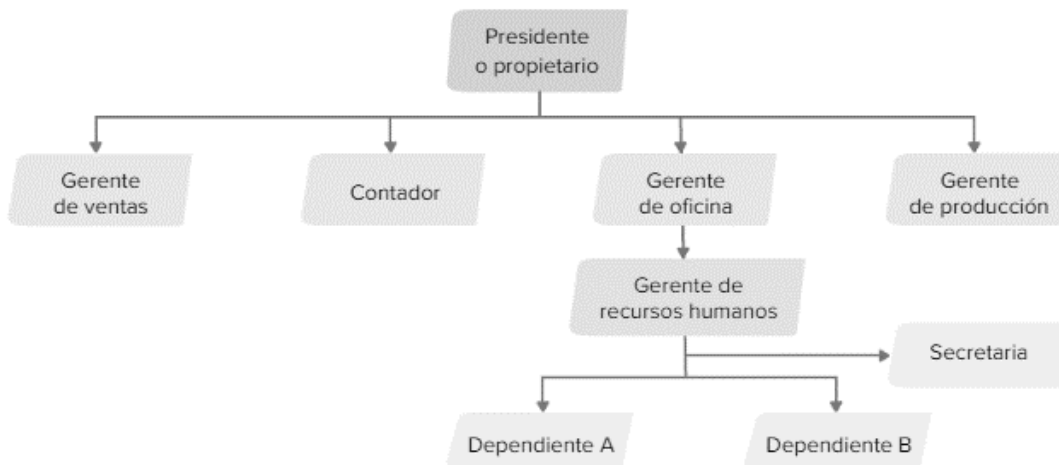 Presidente
o propietario
Gerente
de ventas
Contador
Gerente
de oficina
Gerente
de producción
Gerente de
recursos humanos
Secretaria
Dependiente A
Dependiente B